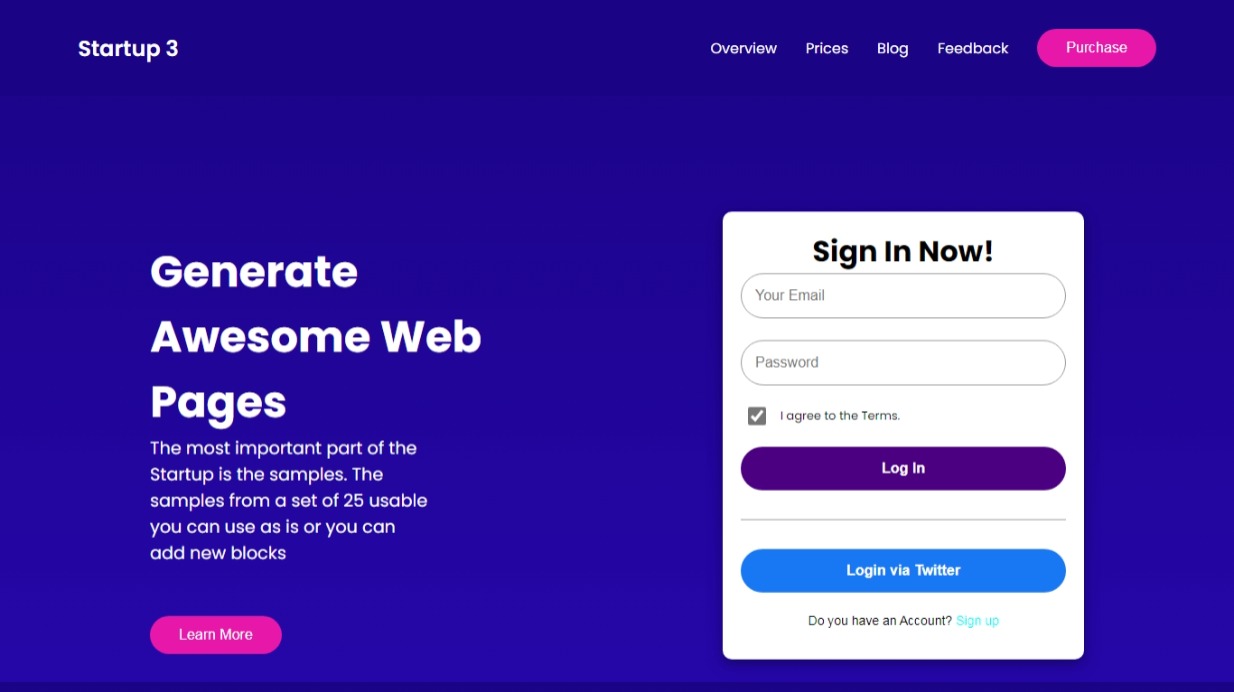 Startup 3
Overview
Prices
Blog
Feedback
Purchase
Generate
Awesome Web
Pages
The most important part of the
Startup is the samples. The
samples from a set of 25 usable
you can use as is or you can
add new blocks
Learn More
Sign In Now!
Your Email
Password
I agree to the Terms.
Log In
Login via Twitter
Do you have an Account? Sign up